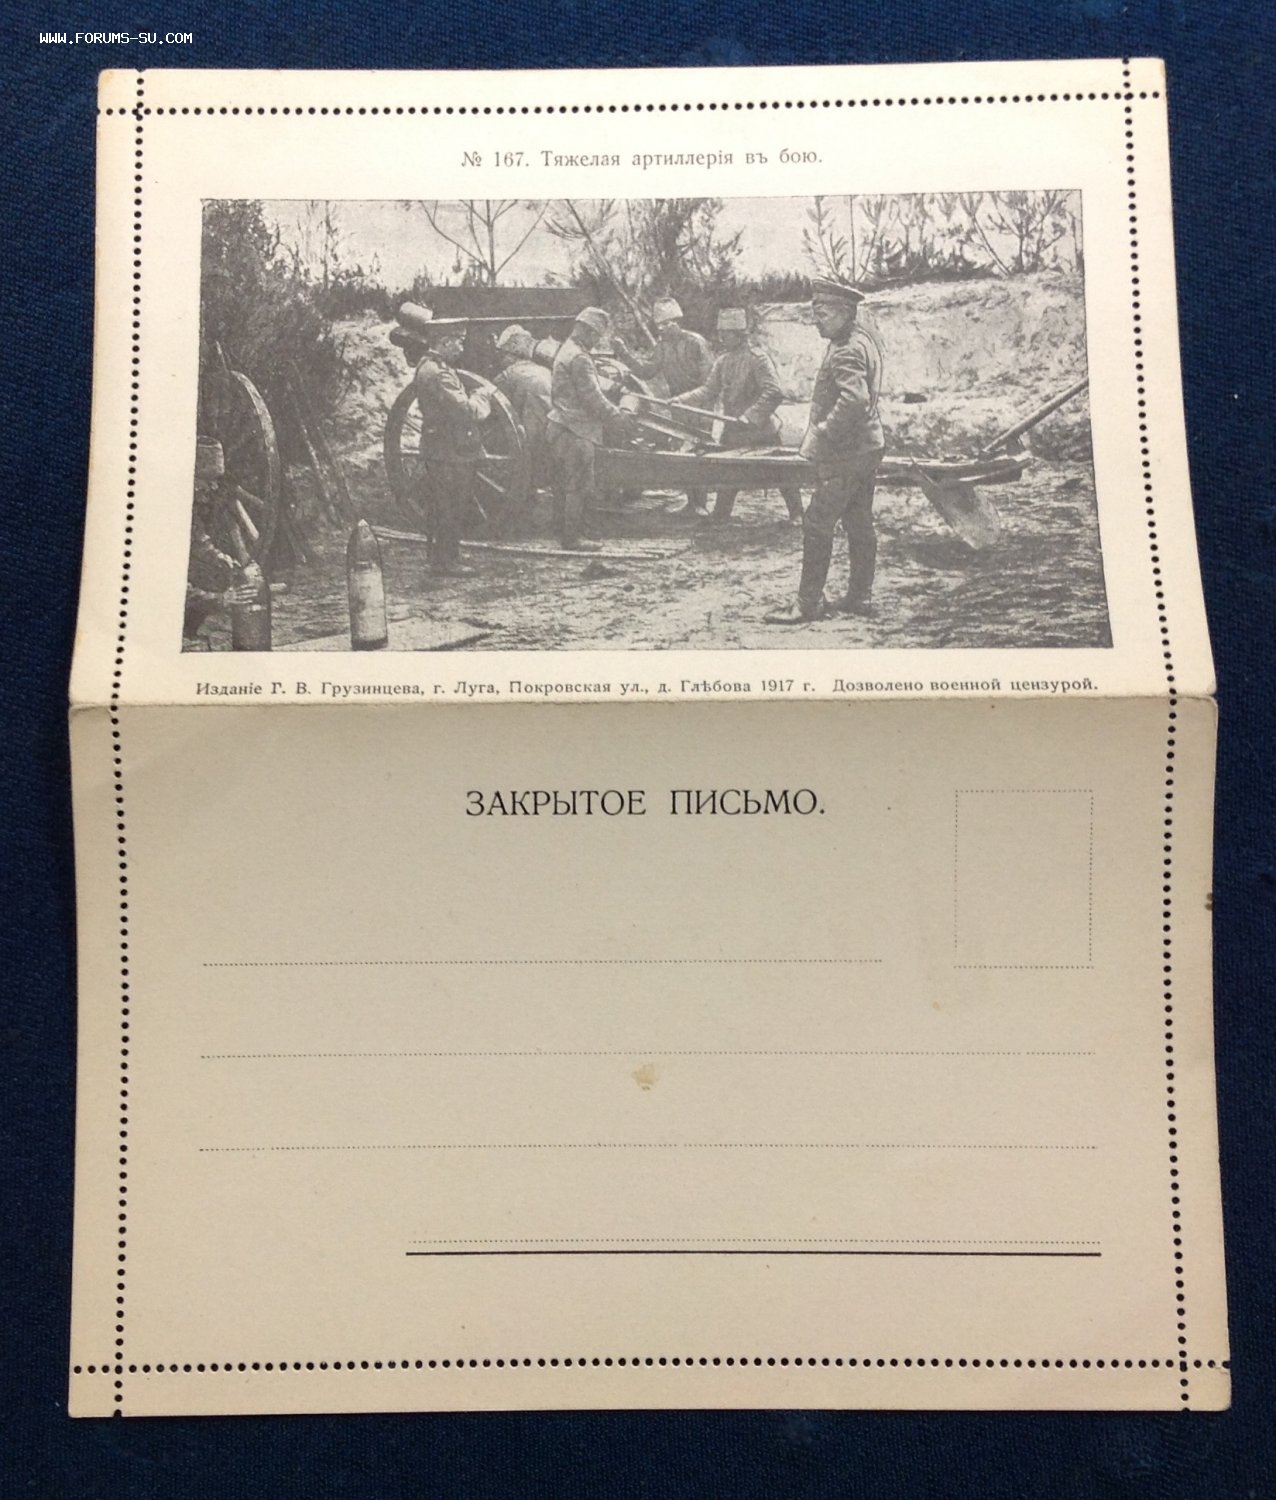 WWW.FORUMS-SU.COM
№ 167. Тяжелая артиллерія въ бою.
Изданіе Г. В. Грузинцева, г. Луга, Покровская ул., д. Глѣбова 1917 г. Дозволено военной цензурой.
ЗАКРЫТОЕ ПИСЬМО.